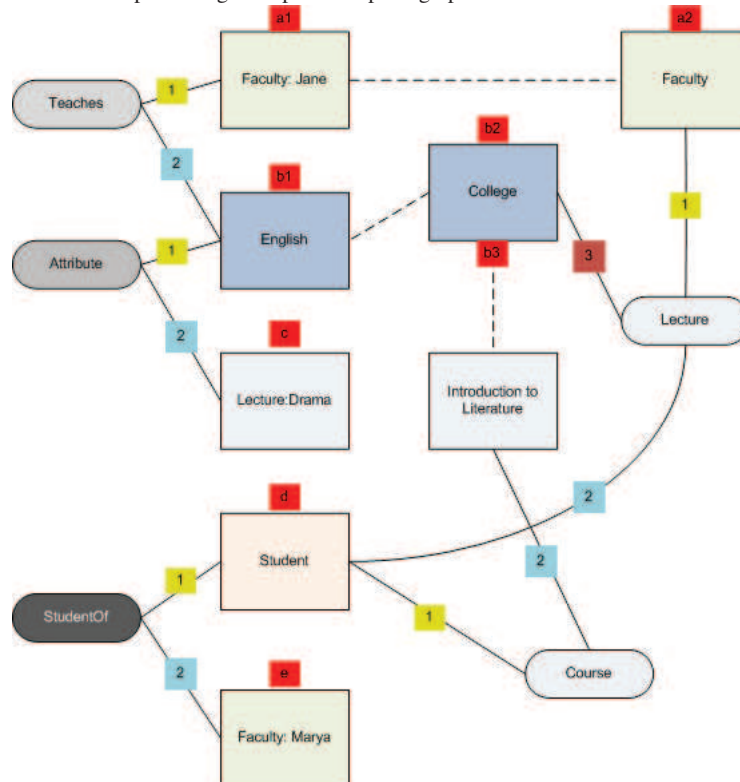 a1
a2
Faculty: Jane
Faculty
1
Teaches
2
b1
b2
College
1
English
b3
3
1
Attribute
2
c
Lecture
Lecture:Drama
Introduction to
Literature
d
2
Student
2
1
1
StudentOf
2
e
Course
Faculty: Marya